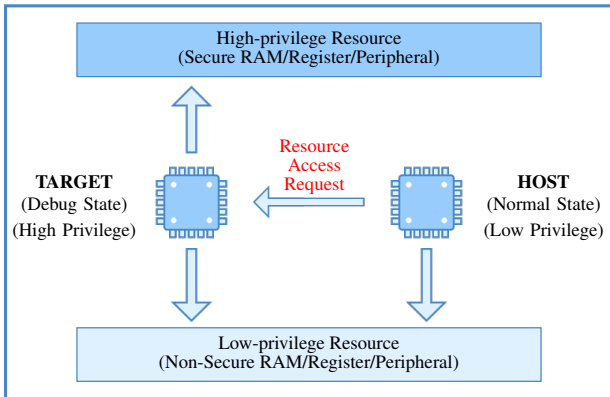 High-privilege Resource
(Secure RAM/Register/Peripheral)
Resource
Access
Request
TARGET
(Debug State)
(High Privilege)
HOST
(Normal State)
(Low Privilege)
Low-privilege Resource
(Non-Secure RAM/Register/Peripheral)